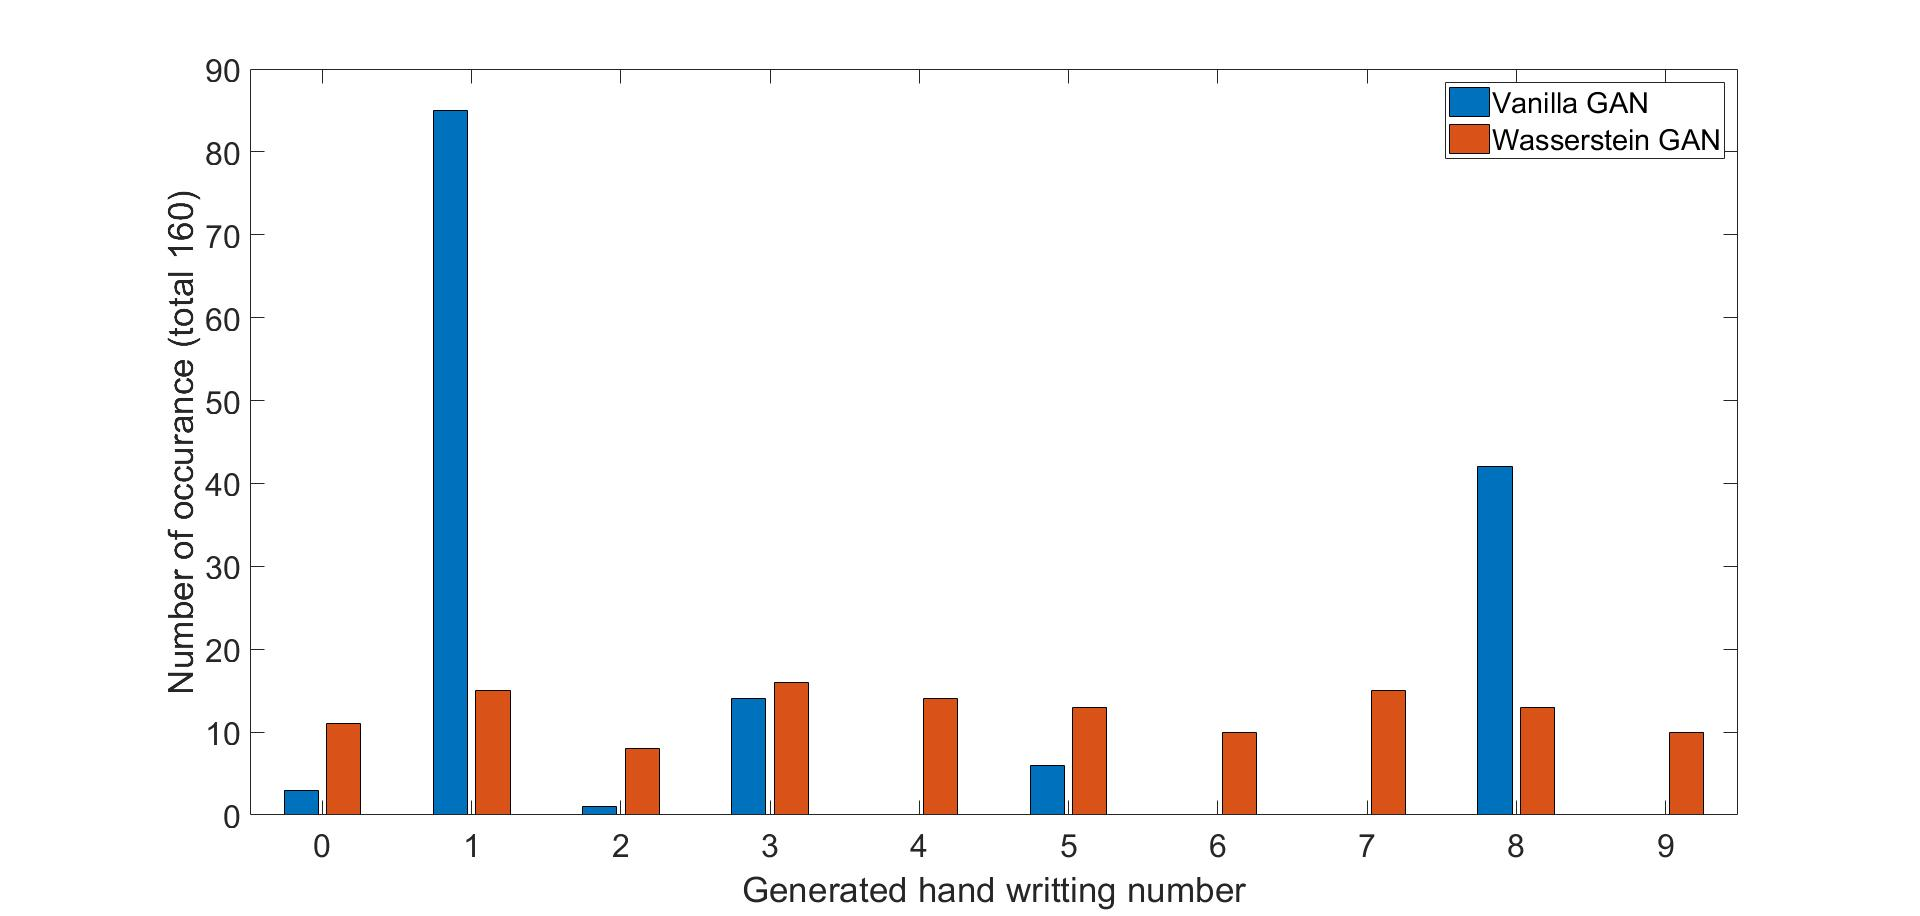 Number of occurance (total 160)
90
80
70
60
50
40
30
20
10
0
Vanilla GAN
Wasserstein GAN
0 1 2 3 4 5 6 7 8 9
Generated hand writting number